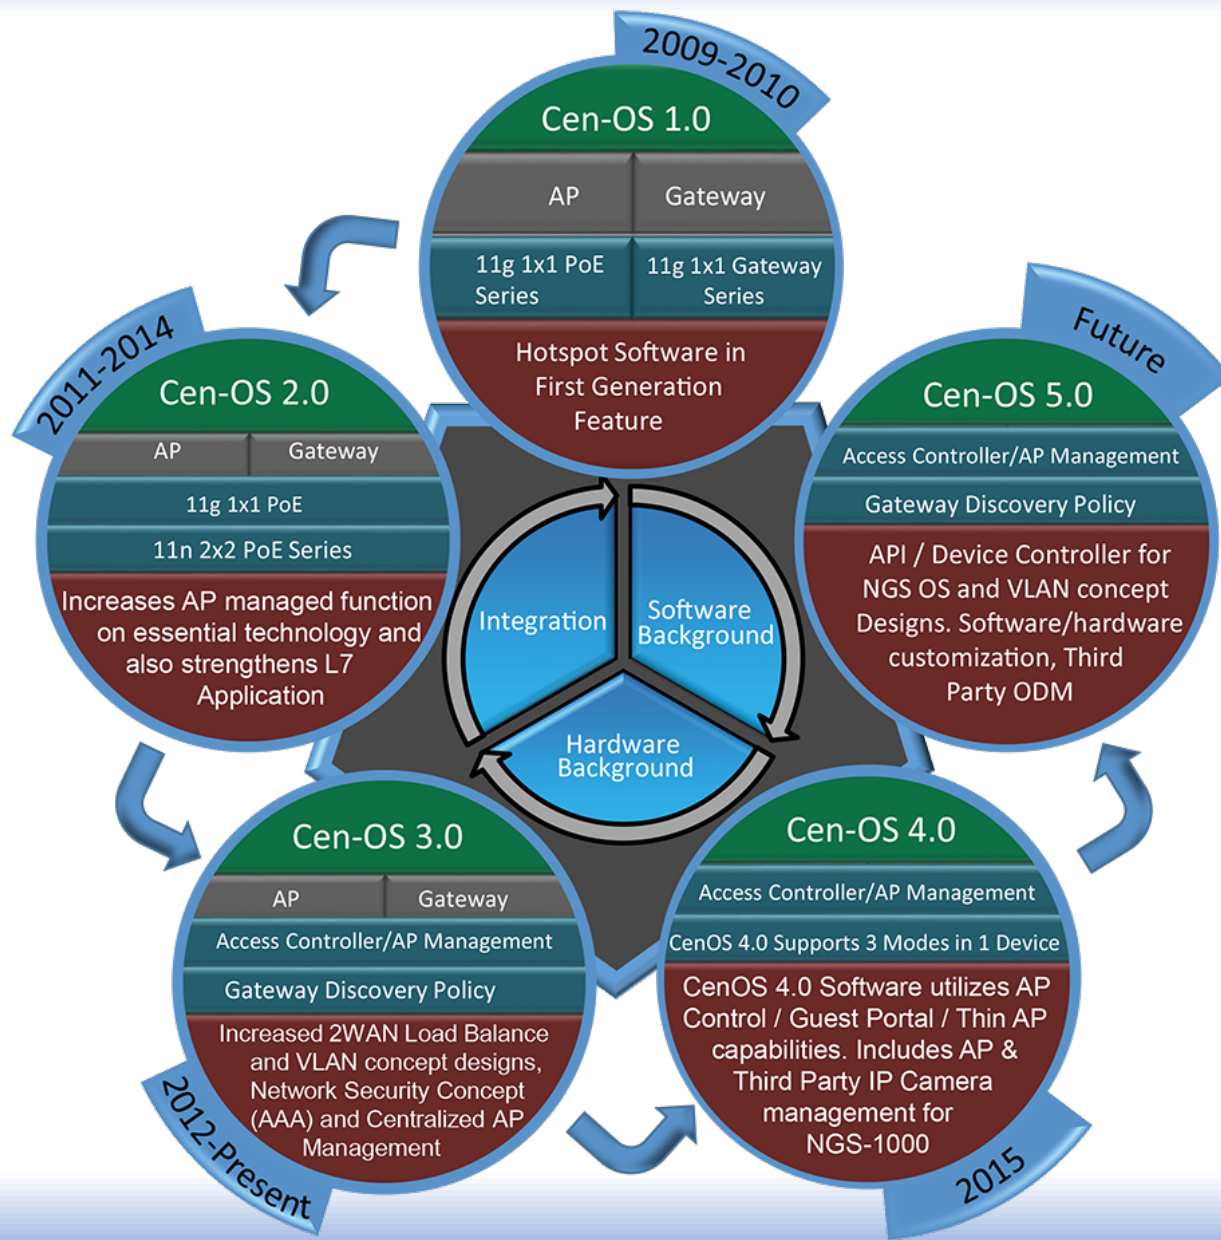 2009-2010
Cen-OS 1.0
AP
Gateway
11g 1x1 PoE
Series
11g 1x1 Gateway
Series
Hotspot Software in
First Generation
Feature
2011-2014
Cen-OS 2.0
AP
Gateway
11g 1x1 PoE
11n 2x2 PoE Series
Increases AP managed function
on essential technology and
also strengthens L7
Application
2012-Present
Cen-OS 3.0
AP
Gateway
Access Controller/AP Management
Gateway Discovery Policy
Increased 2WAN Load Balance
and VLAN concept designs,
Network Security Concept
(AAA) and Centralized AP
Management
2015
Cen-OS 4.0
Access Controller/AP Management
CenOS 4.0 Supports 3 Modes in 1 Device
CenOS 4.0 Software utilizes AP
Control / Guest Portal / Thin AP
capabilities. Includes AP &
Third Party IP Camera
management for
NGS-1000
Future
Cen-OS 5.0
Access Controller/AP Management
Gateway Discovery Policy
API / Device Controller for
NGS OS and VLAN concept
Designs. Software/hardware
customization, Third
Party ODM
Integration
Software
Background
Hardware
Background